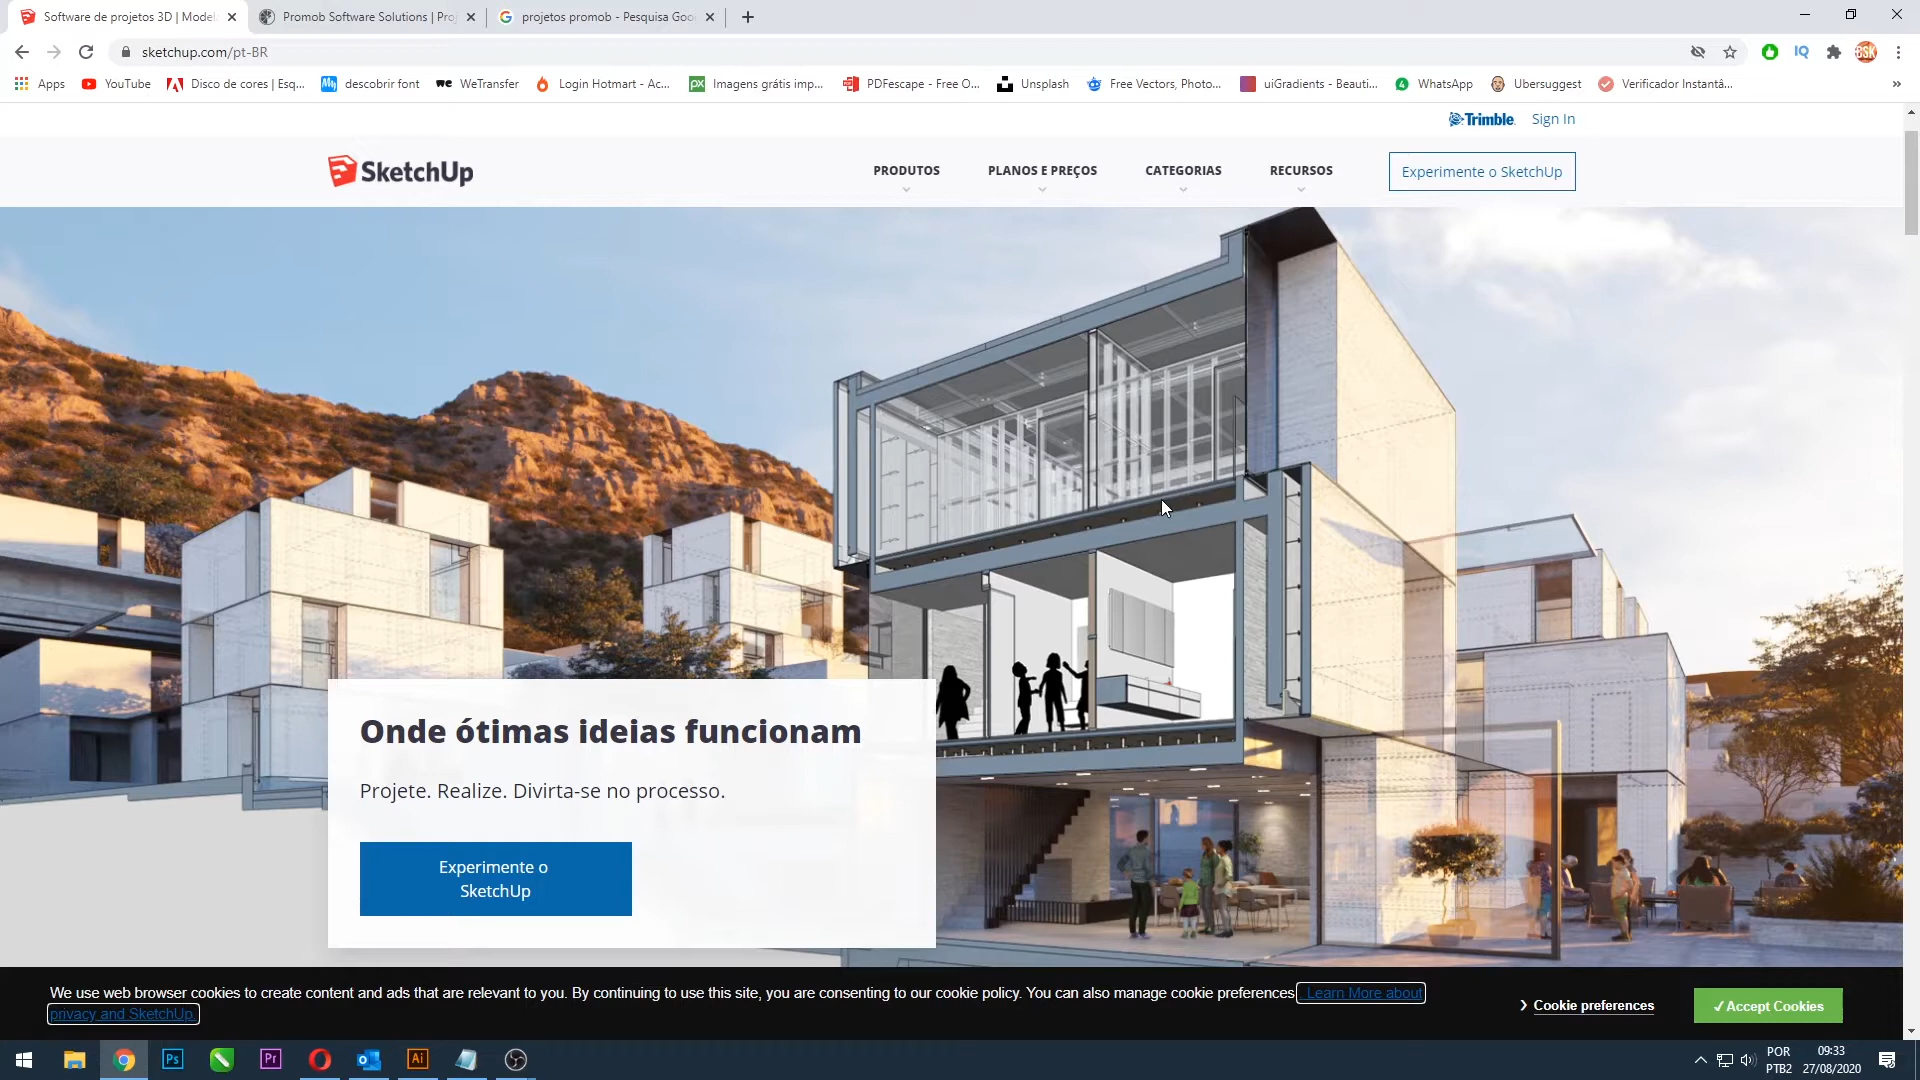 Software de projetos 3D | Model
Promob Software Solutions | Proj
projetos promob - Pesquisa Goo
sketchup.com/pt-BR
Apps
YouTube
Disco de cores | Esq...
descobrir font
WeTransfer
Login Hotmart - Ac...
Imagens grátis imp...
PDFescape - Free O...
Unsplash
Free Vectors, Photo...
uiGradients - Beauti...
WhatsApp
Ubersuggest
Verificador Instantâ...
Trimble
Sign In
SketchUp
PRODUTOS
PLANOS E PREÇOS
CATEGORIAS
RECURSOS
Experimente o SketchUp
Onde ótimas ideias funcionam
Projete. Realize. Divirta-se no processo.
Experimente o
SketchUp
We use web browser cookies to create content and ads that are relevant to you. By continuing to use this site, you are consenting to our cookie policy. You can also manage cookie preferences Learn More about
privacy and SketchUp.
Cookie preferences
✓Accept Cookies
Ps
Pr
Ai
POR
PTB2
09:33
27/08/2020